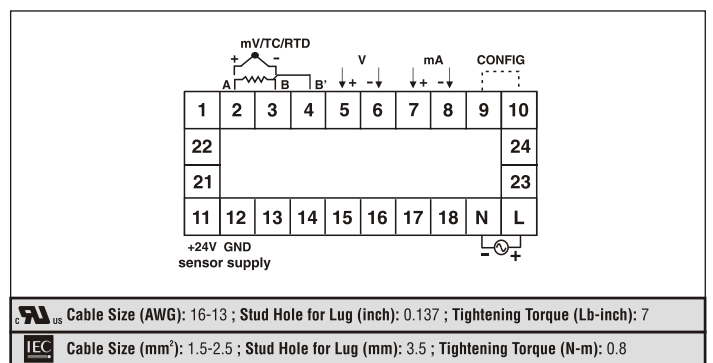 mV/TC/RTD
+ -
V
mA
CONFIG
A B B'
+ - + -
1 2 3 4 5 6 7 8 9 10
22 24
21 23
11 12 13 14 15 16 17 18 N L
+24V GND
- +
sensor supply
c RU US Cable Size (AWG): 16-13 ; Stud Hole for Lug (inch): 0.137 ; Tightening Torque (Lb-inch): 7
IEC Cable Size (mm²): 1.5-2.5 ; Stud Hole for Lug (mm): 3.5 ; Tightening Torque (N-m): 0.8